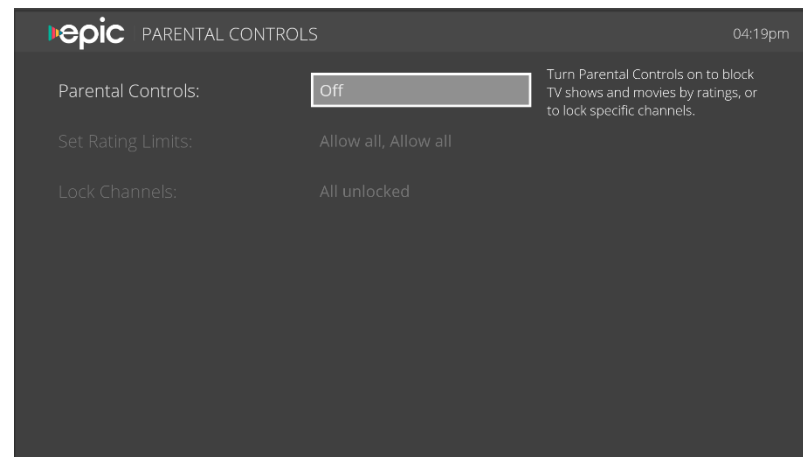 epic PARENTAL CONTROLS 04:19pm
Parental Controls: Off
Turn Parental Controls on to block
TV shows and movies by ratings, or
to lock specific channels.
Set Rating Limits: Allow all, Allow all
Lock Channels: All unlocked